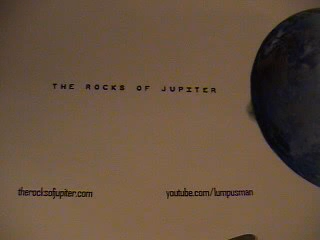 THE ROCKS OF JUPITER
therocksofjupiter.com
youtube.com/lumpusman